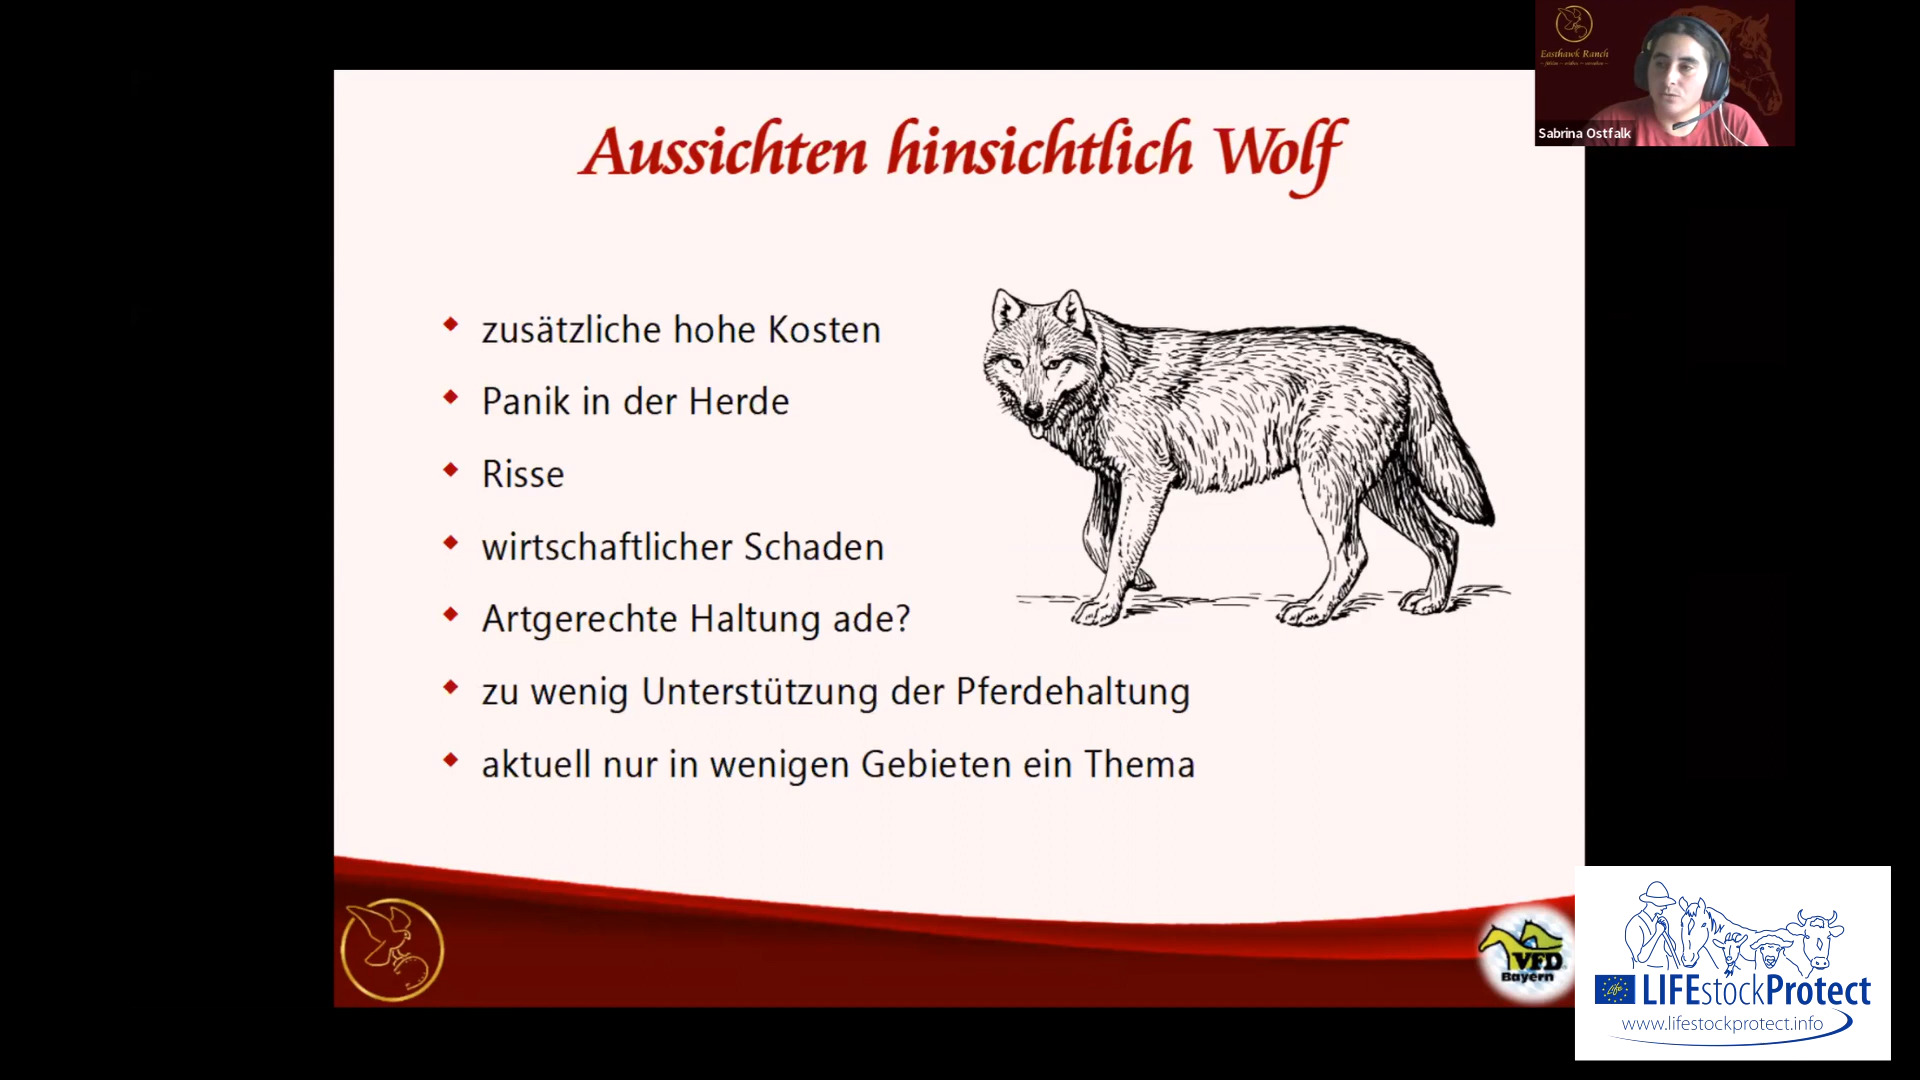 Easthawk Ranch
Sabrina Ostfalk
Aussichten hinsichtlich Wolf
zusätzliche hohe Kosten
Panik in der Herde
Risse
wirtschaftlicher Schaden
Artgerechte Haltung ade?
zu wenig Unterstützung der Pferdehaltung
aktuell nur in wenigen Gebieten ein Thema
VFD
Bayern
Life
LIFEstockProtect
www.lifestockprotect.info